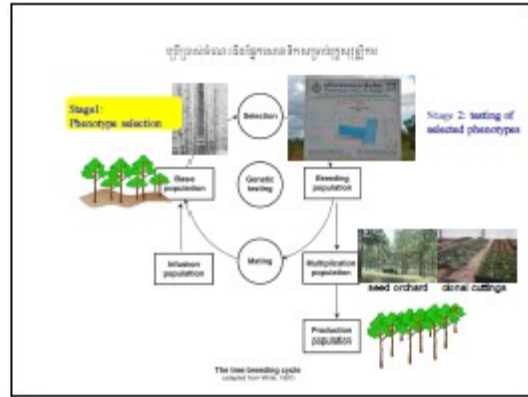 Stage1:
Phenotype selection
Selection
Stage 2: testing of
selected phenotypes
Base
population
Genetic
testing
Breeding
population
Infusion
population
Mating
Multiplication
population
seed orchard
clonal cuttings
Production
population
The tree breeding cycle